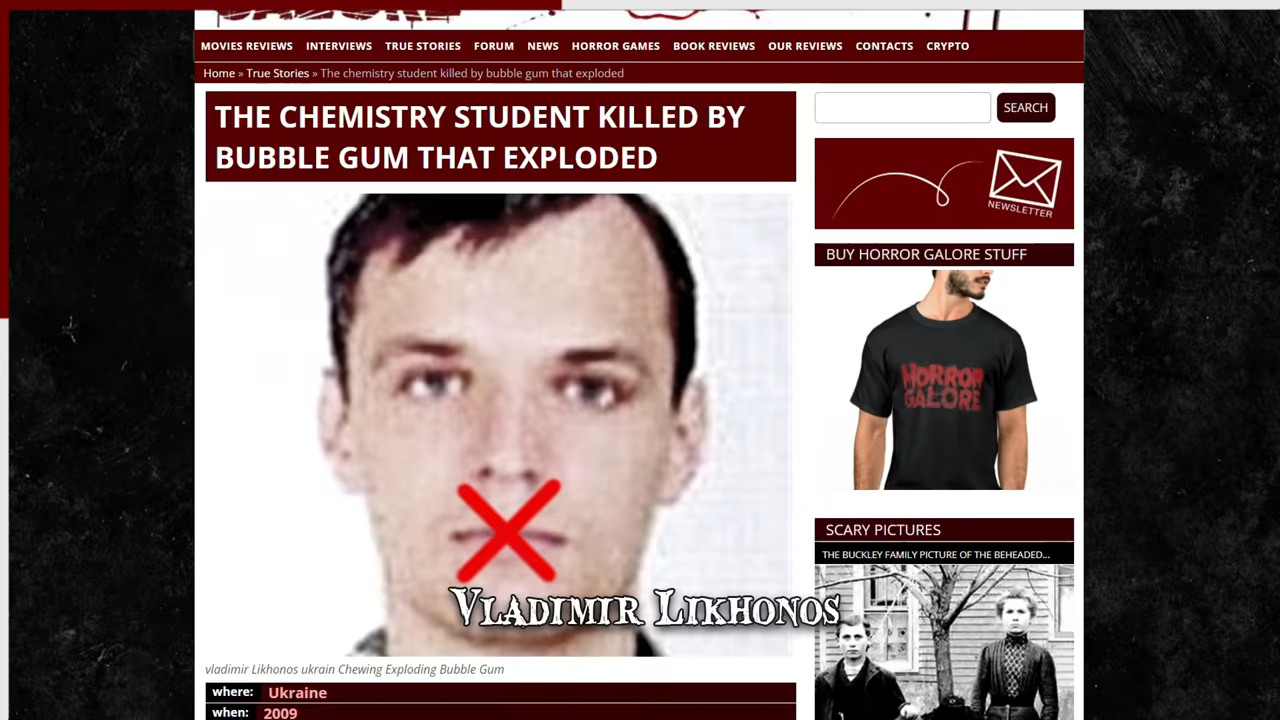 MOVIES REVIEWS INTERVIEWS TRUE STORIES FORUM NEWS HORROR GAMES BOOK REVIEWS OUR REVIEWS CONTACTS CRYPTO
Home » True Stories » The chemistry student killed by bubble gum that exploded
THE CHEMISTRY STUDENT KILLED BY
BUBBLE GUM THAT EXPLODED
SEARCH
NEWSLETTER
BUY HORROR GALORE STUFF
HORROR
GALORE
SCARY PICTURES
THE BUCKLEY FAMILY PICTURE OF THE BEHEADED...
VLADIMIR LIKHONOS
vladimir Likhonos ukrain Chewing Exploding Bubble Gum
where: Ukraine
when: 2009